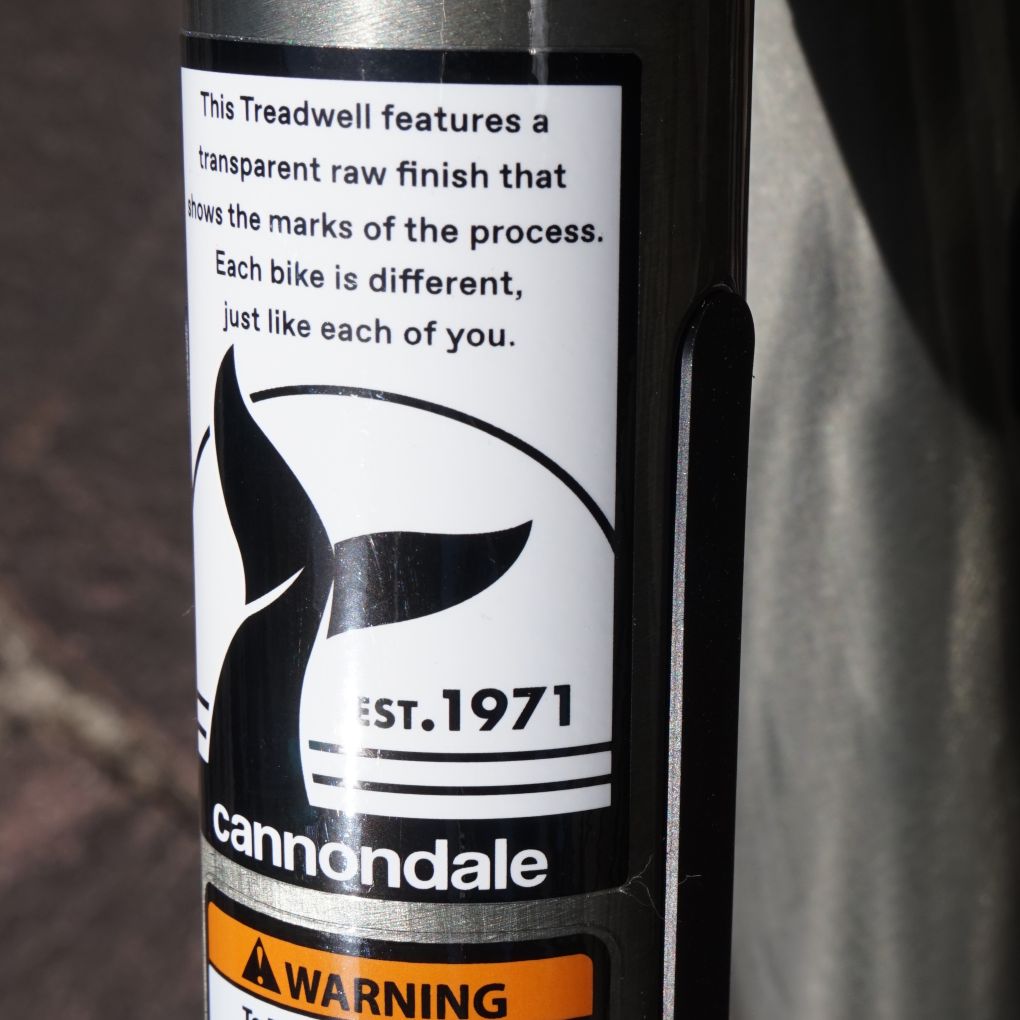 This Treadwell features a
transparent raw finish that
shows the marks of the process.
Each bike is different,
just like each of you.
EST.1971
cannondale
WARNING